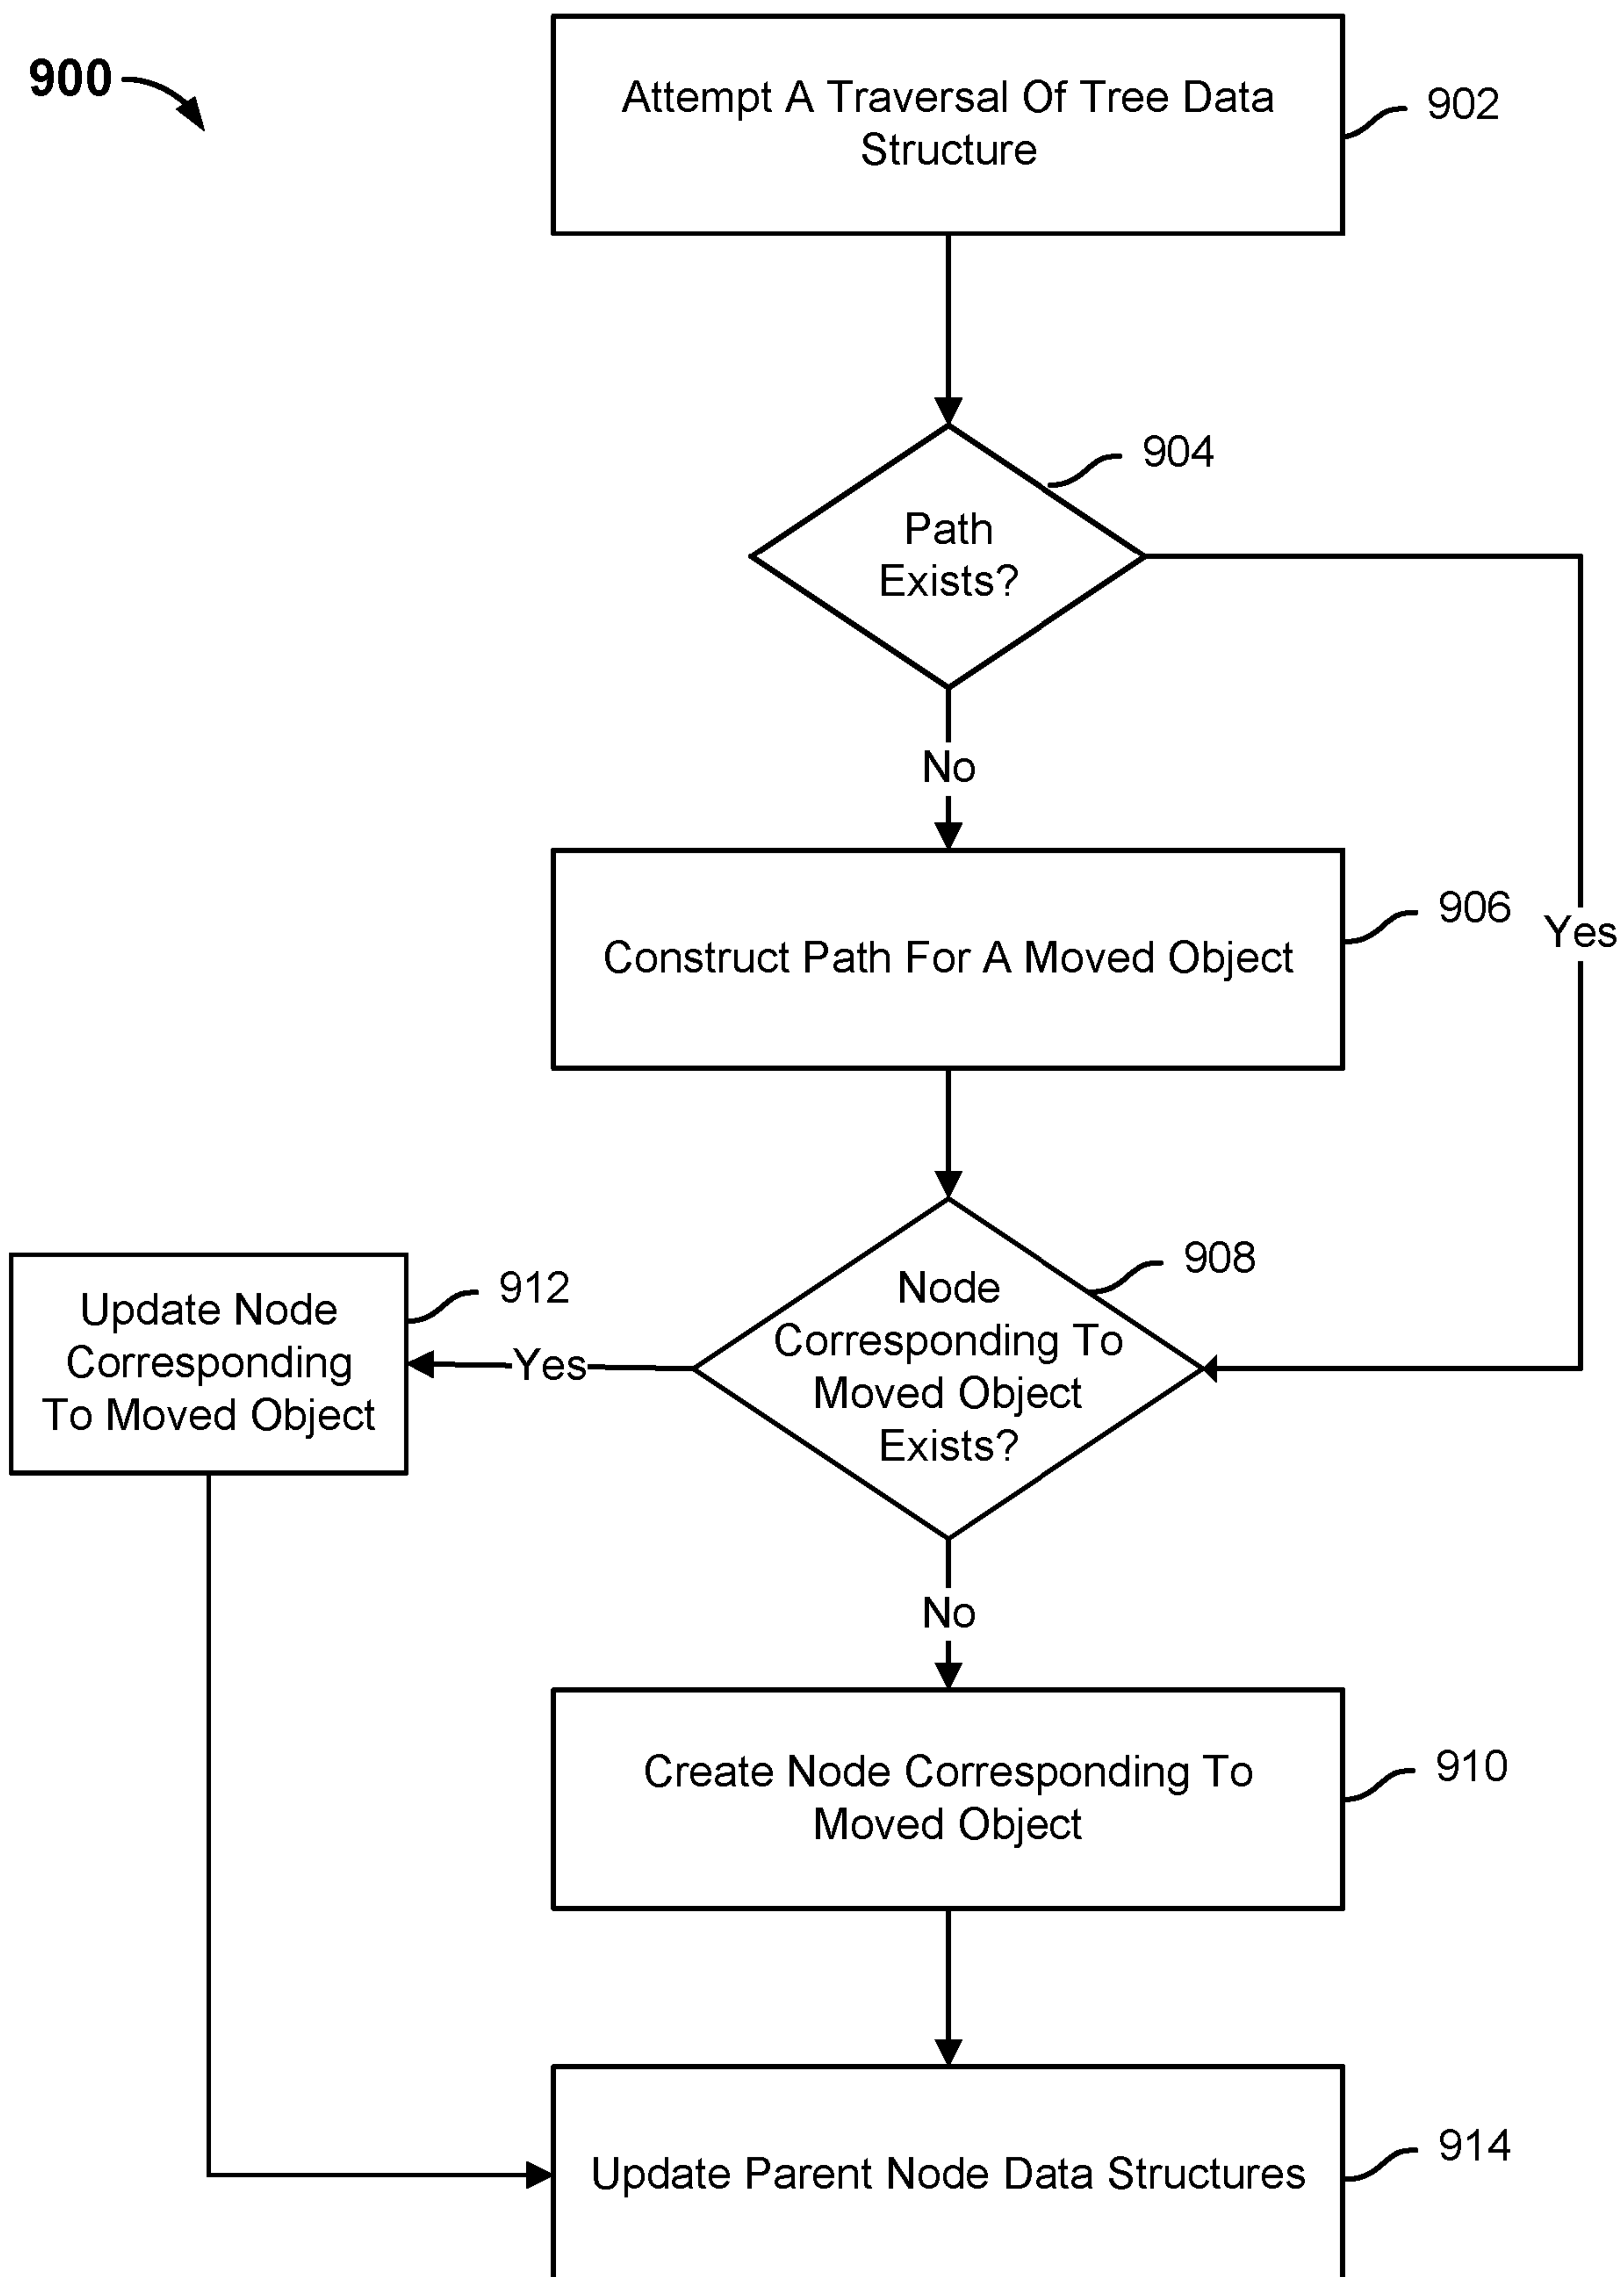 900
Attempt A Traversal Of Tree Data
Structure
902
904
Path
Exists?
No
906
Yes
Construct Path For A Moved Object
908
Node
Corresponding To
Moved Object
Exists?
912
Update Node
Corresponding
To Moved Object
Yes
No
910
Create Node Corresponding To
Moved Object
914
Update Parent Node Data Structures